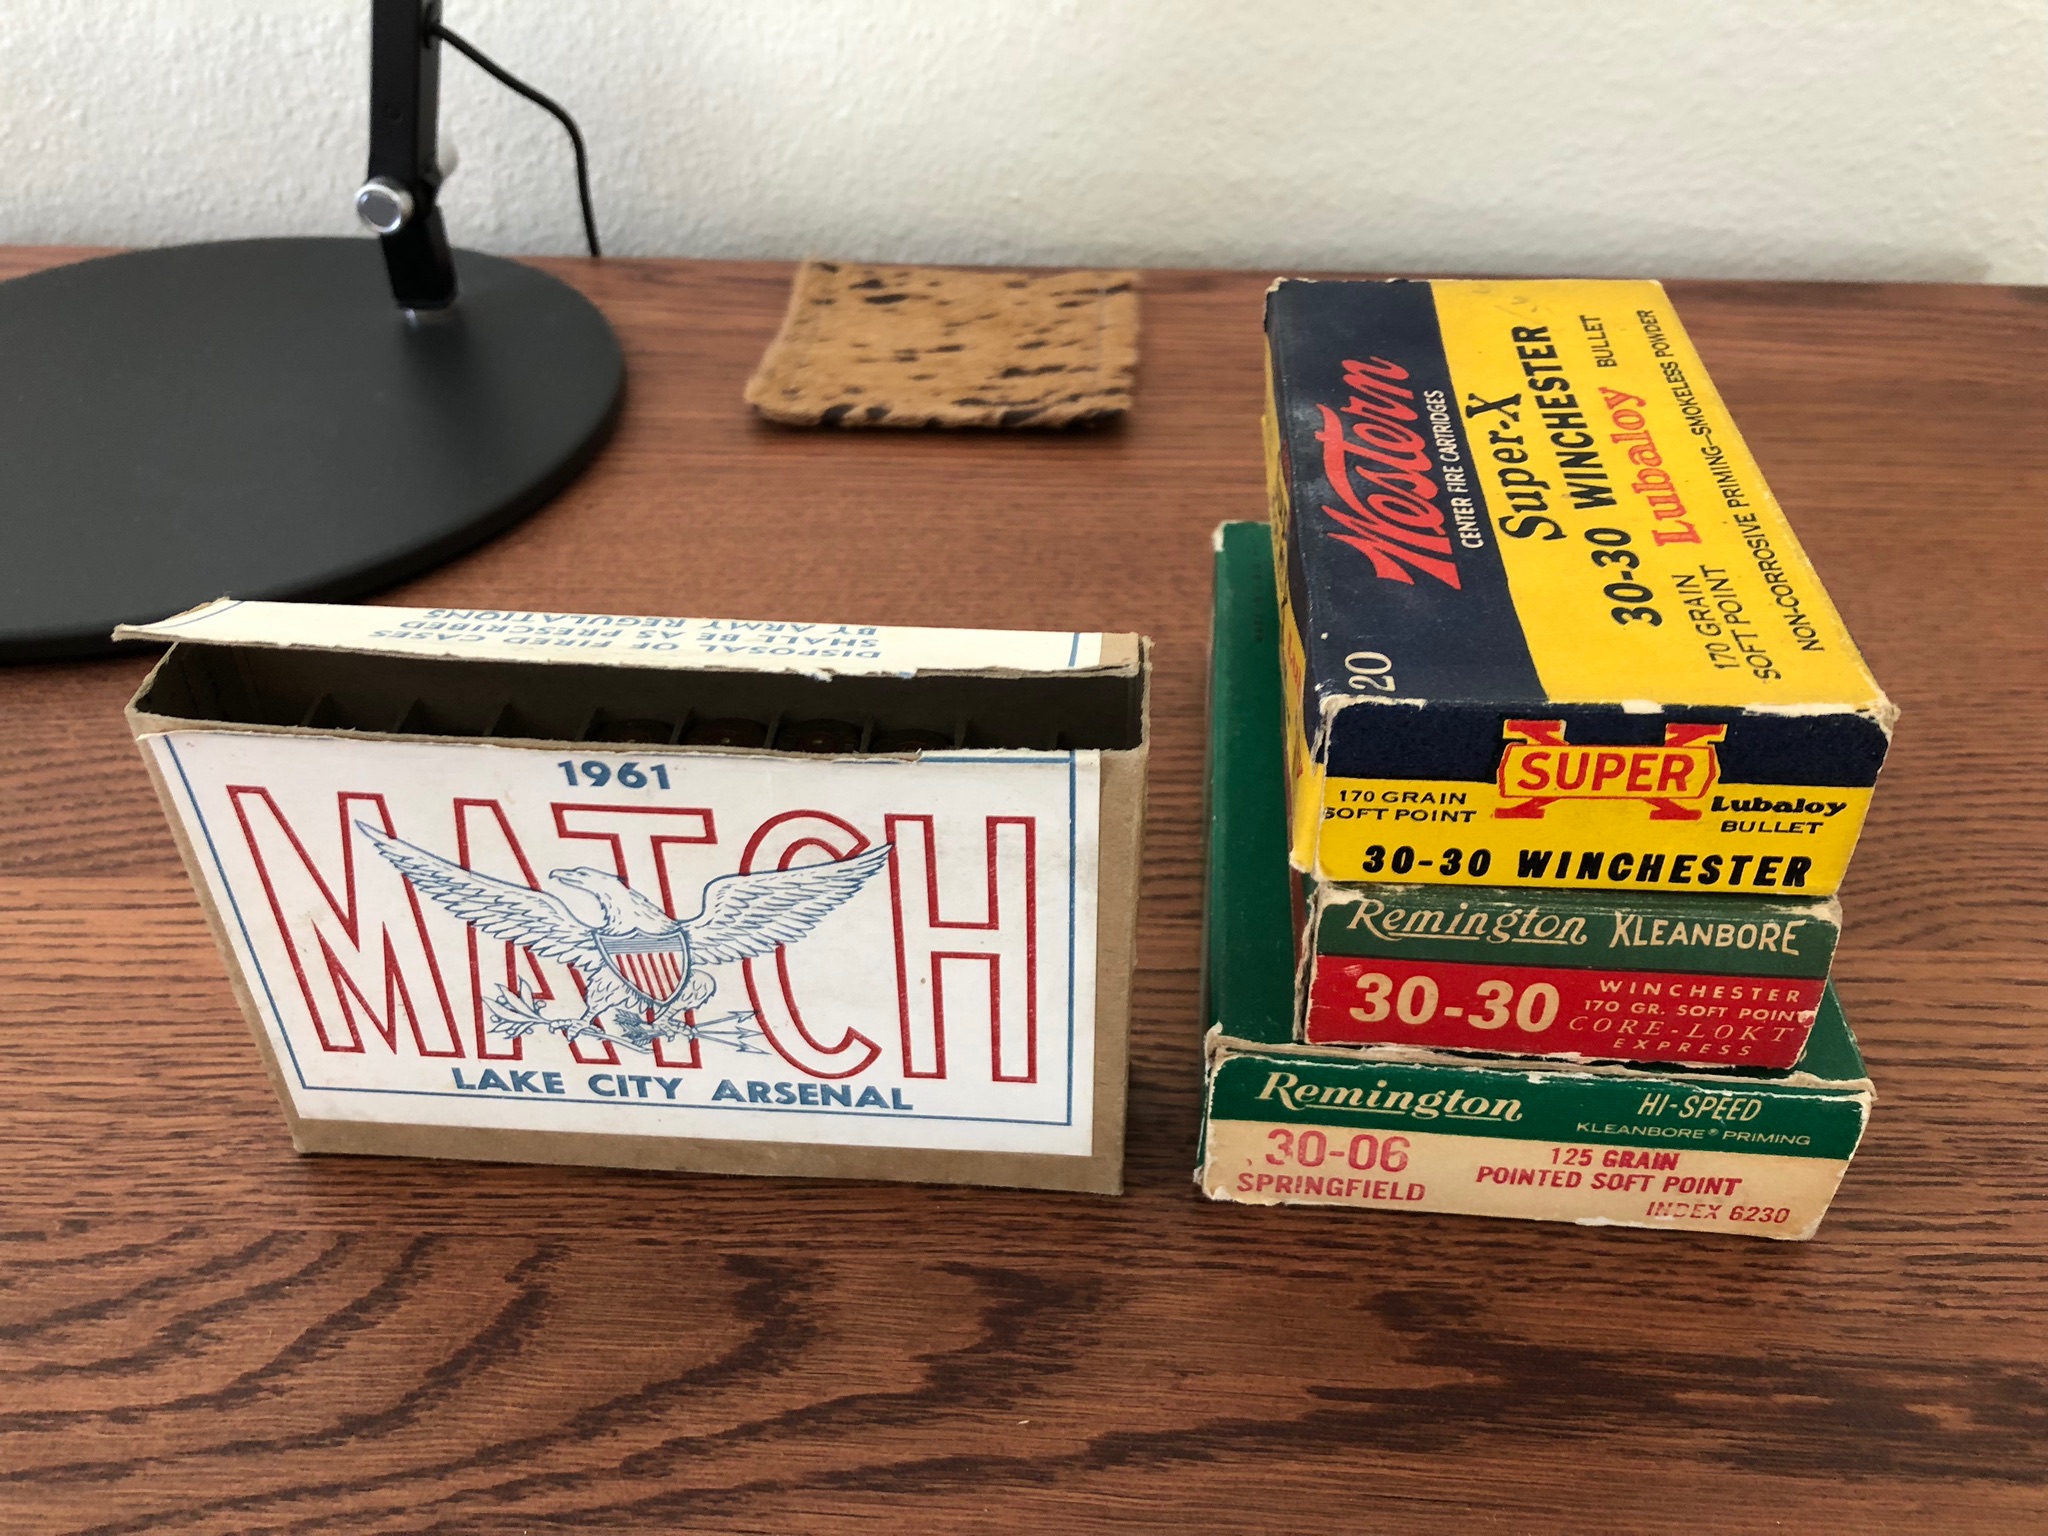 DISPOSAL OF FIRED CASES
SHALL BE AS PRESCRIBED
BY ARMY REGULATIONS
1961
MATCH
LAKE CITY ARSENAL
Western
CENTER FIRE CARTRIDGES
20
Super-X
30-30 WINCHESTER
Lubaloy BULLET
170 GRAIN
SOFT POINT
NON-CORROSIVE PRIMING—SMOKELESS POWDER
SUPER X
170 GRAIN
SOFT POINT
Lubaloy
BULLET
30-30 WINCHESTER
Remington KLEANBORE
30-30
WINCHESTER
170 GR. SOFT POINT
CORE-LOKT
EXPRESS
Remington
HI-SPEED
KLEANBORE® PRIMING
30-06
SPRINGFIELD
125 GRAIN
POINTED SOFT POINT
INDEX 6230